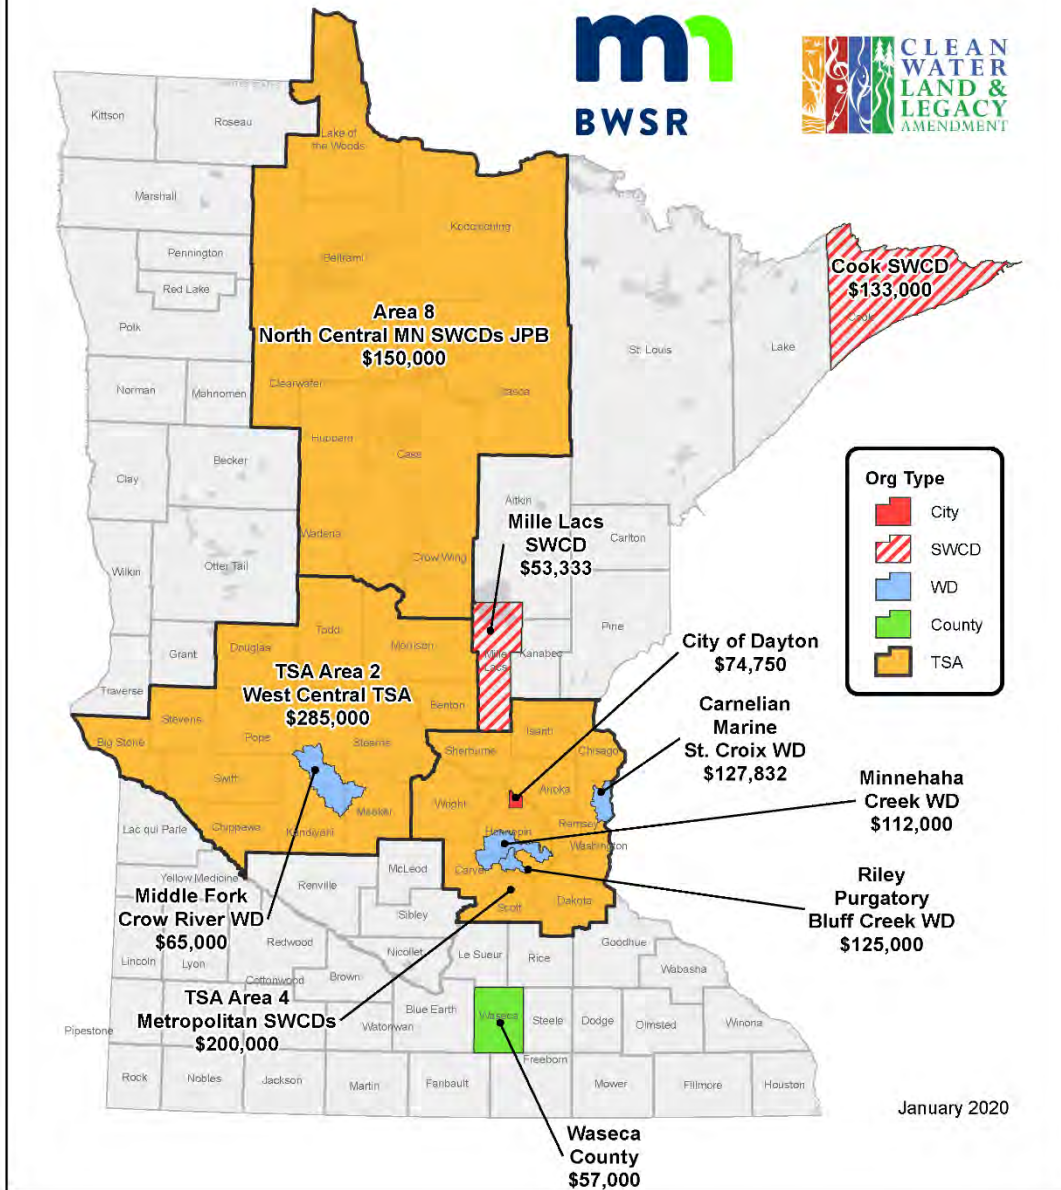 BWSR
CLEAN
WATER
LAND &
LEGACY
AMENDMENT
Kittson
Roseau
Lake of
the Woods
Marshall
Koochiching
Pennington
Beltrami
Red Lake
Cook SWCD
$133,000
Cook
Area 8
North Central MN SWCDs JPB
$150,000
Polk
St. Louis
Lake
Norman
Mahnomen
Clearwater
Itasca
Hubbard
Cass
Becker
Clay
Org Type
City
SWCD
WD
County
TSA
Aitkin
Mille Lacs
SWCD
$53,333
Carlton
Wadena
Crow Wing
Otter Tail
Wilkin
Pine
Todd
Douglas
Morrison
Grant
Mille
Lacs
Kanabec
City of Dayton
$74,750
TSA Area 2
West Central TSA
$285,000
Traverse
Benton
Carnelian
Marine
St. Croix WD
$127,832
Stevens
Big Stone
Pope
Stearns
Isanti
Sherburne
Chisago
Swift
Meeker
Wright
Anoka
Minnehaha
Creek WD
$112,000
Lac qui Parle
Chippewa
Kandiyohi
Hennepin
Ramsey
Washington
Carver
McLeod
Yellow Medicine
Renville
Middle Fork
Crow River WD
$65,000
Riley
Purgatory
Bluff Creek WD
$125,000
Sibley
Scott
Dakota
Redwood
Nicollet
Le Sueur
Rice
Goodhue
Lincoln
Lyon
Wabasha
Cottonwood
Brown
TSA Area 4
Metropolitan SWCDs
$200,000
Blue Earth
Waseca
Steele
Dodge
Olmsted
Winona
Pipestone
Watonwan
Freeborn
Rock
Nobles
Jackson
Martin
Faribault
Mower
Fillmore
Houston
January 2020
Waseca
County
$57,000